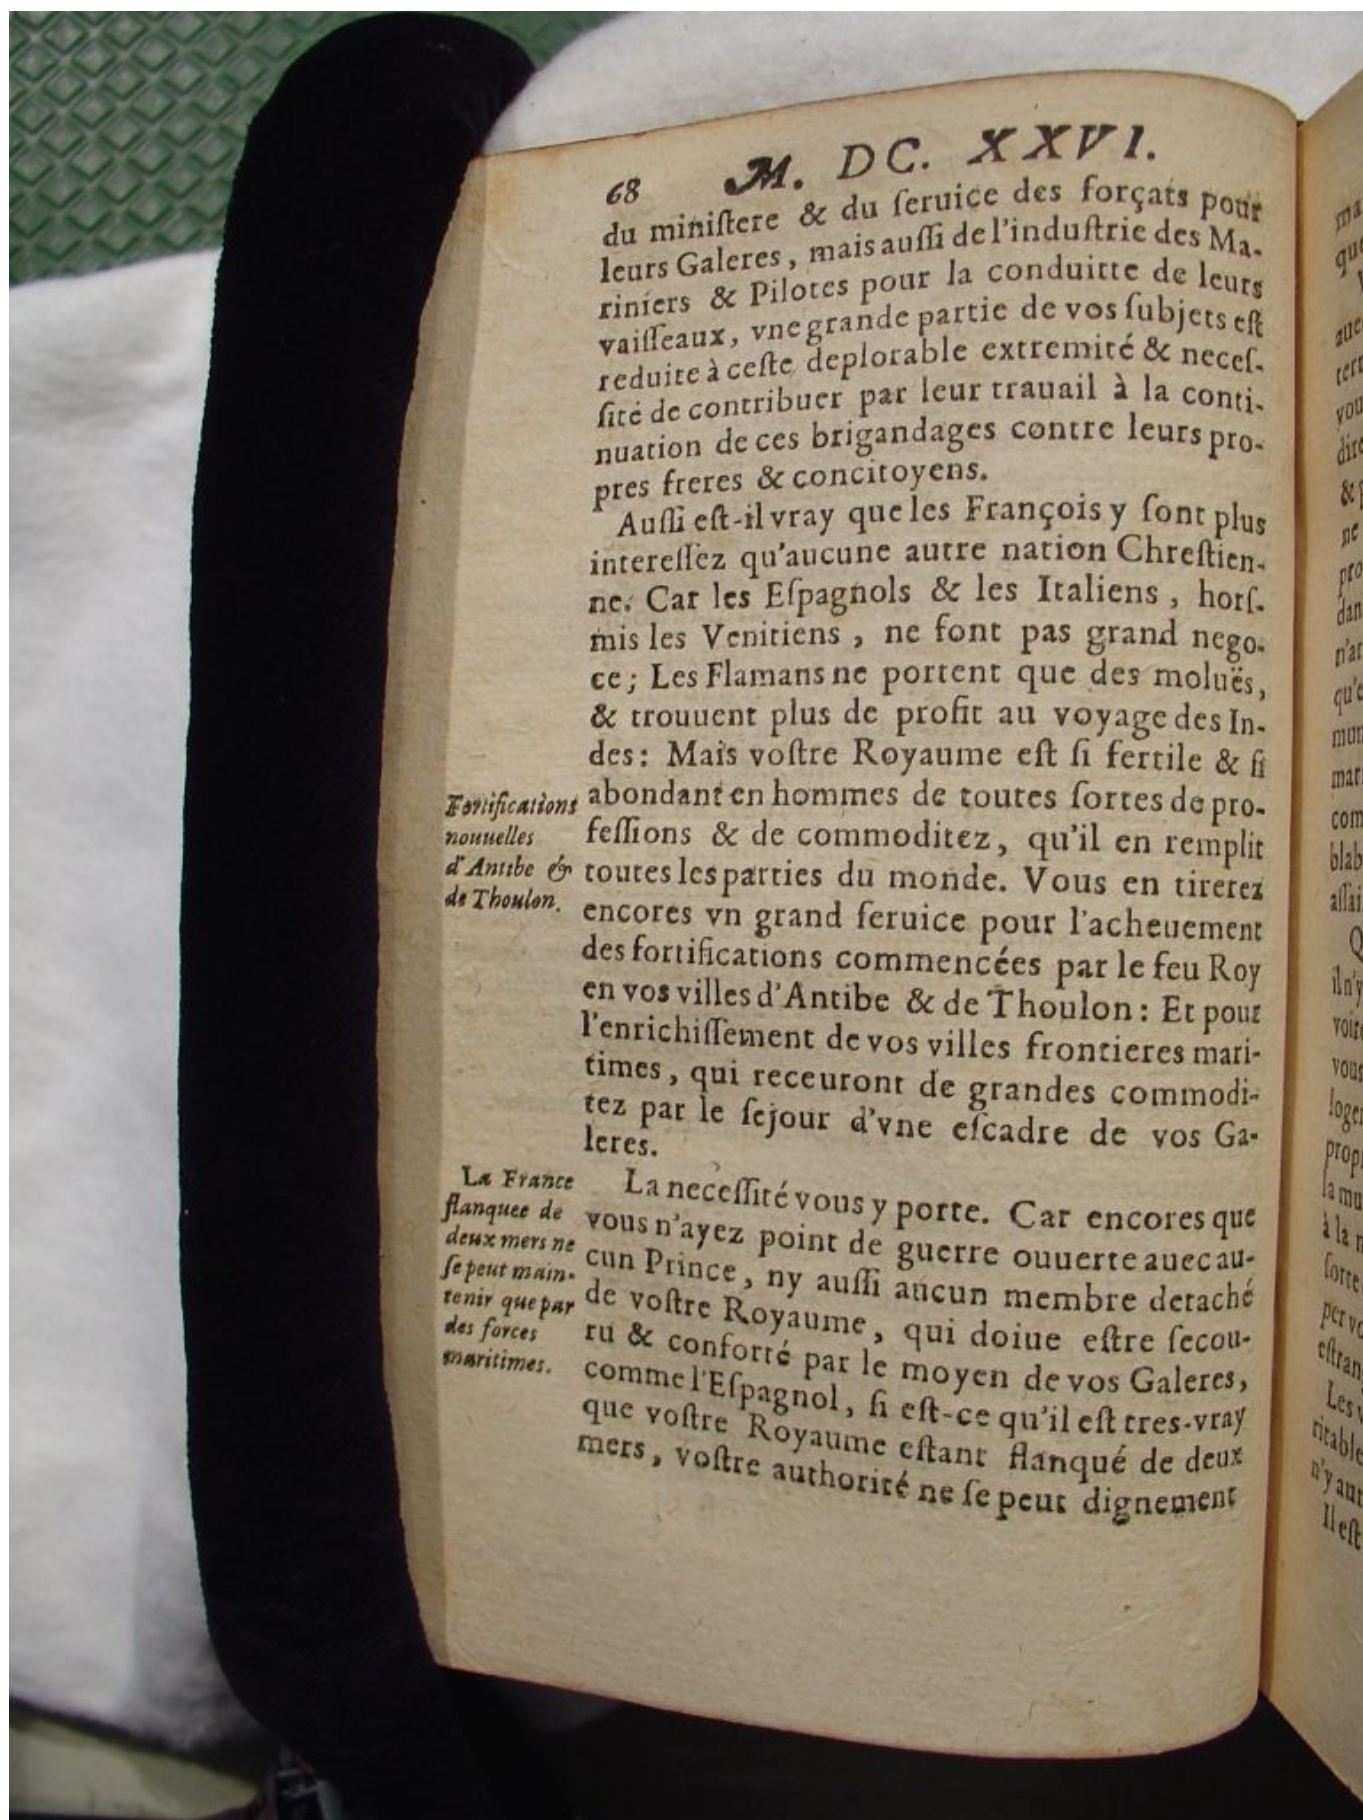 68 M. DC. XXVI.
du miniſtere & du ſeruice des forçats pour
leurs Galeres, mais auſſi de l'induſtrie des Ma-
riniers & Pilotes pour la conduitte de leurs
vaiſſeaux, vne grande partie de vos ſubjets eſt
reduite à ceſte deplorable extremité & neceſ-
ſité de contribuer par leur trauail à la conti-
nuation de ces brigandages contre leurs pro-
pres freres & concitoyens.
Auſſi eſt-il vray que les François y ſont plus
intereſſez qu'aucune autre nation Chreſtien-
ne. Car les Eſpagnols & les Italiens, horſ-
mis les Venitiens, ne font pas grand nego-
ce; Les Flamans ne portent que des moluës,
& trouuent plus de profit au voyage des In-
des: Mais voſtre Royaume eſt ſi fertile & ſi
abondant en hommes de toutes ſortes de pro-
feſſions & de commoditez, qu'il en remplit
toutes les parties du monde. Vous en tirerez
encores vn grand ſeruice pour l'acheuement
des fortifications commencées par le feu Roy
en vos villes d'Antibe & de Thoulon: Et pour
l'enrichiſſement de vos villes frontieres mari-
times, qui receuront de grandes commodi-
tez par le ſejour d'vne eſcadre de vos Ga-
leres.
Fortifications
nouuelles
d'Antibe &
de Thoulon.
La neceſſité vous y porte. Car encores que
vous n'ayez point de guerre ouuerte auec au-
cun Prince, ny auſſi aucun membre detaché
de voſtre Royaume, qui doiue eſtre ſecou-
ru & conforté par le moyen de vos Galeres,
comme l'Eſpagnol, ſi eſt-ce qu'il eſt tres-vray
que voſtre Royaume eſtant flanqué de deux
mers, voſtre authorité ne ſe peut dignement
La France
flanquee de
deux mers ne
ſe peut main-
tenir que par
des forces
maritimes.